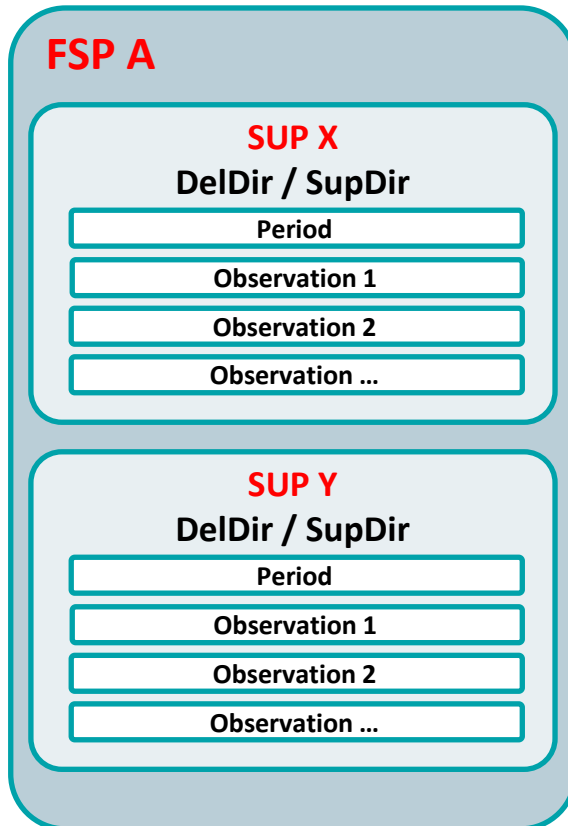 FSP A
SUP X
DelDir / SupDir
Period
Observation 1
Observation 2
Observation …
SUP Y
DelDir / SupDir
Period
Observation 1
Observation 2
Observation …